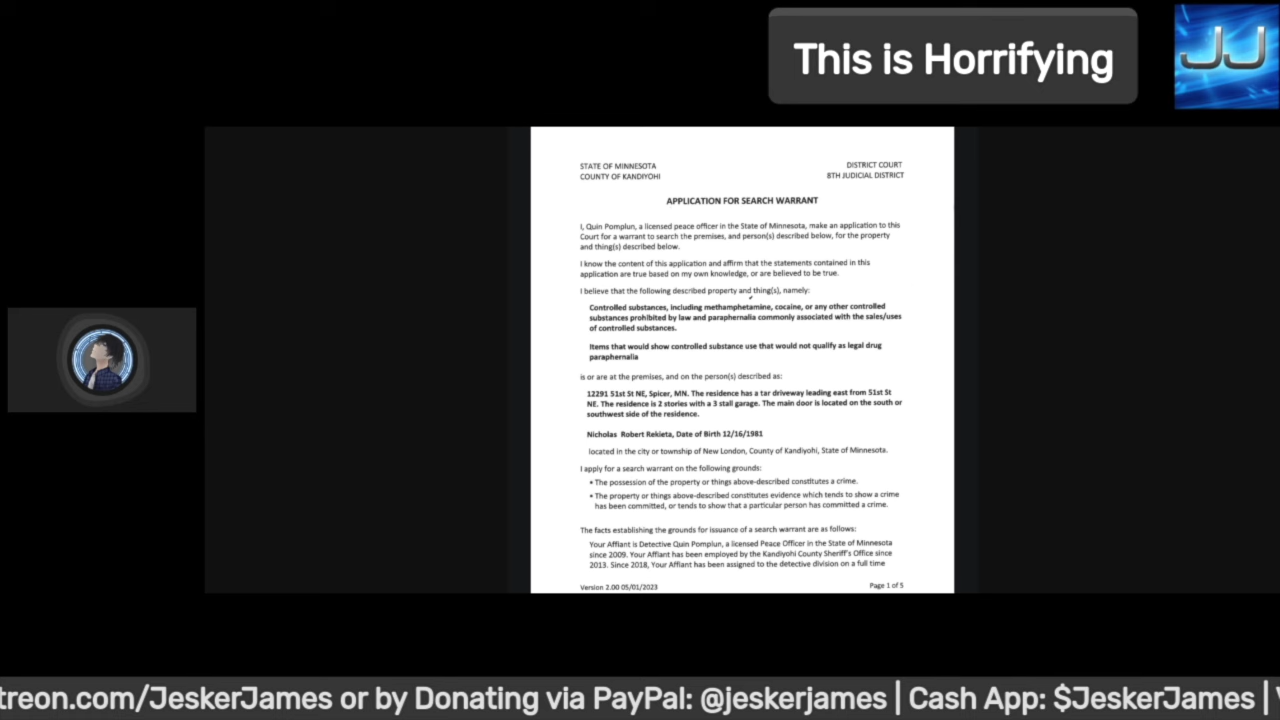 This is Horrifying
JJ
STATE OF MINNESOTA
COUNTY OF KANDIYOHI
DISTRICT COURT
8TH JUDICIAL DISTRICT
APPLICATION FOR SEARCH WARRANT
I, Quin Pomplun, a licensed peace officer in the State of Minnesota, make an application to this
Court for a warrant to search the premises, and person(s) described below, for the property
and thing(s) described below.
I know the content of this application and affirm that the statements contained in this
application are true based on my own knowledge, or are believed to be true.
I believe that the following described property and thing(s), namely:
Controlled substances, including methamphetamine, cocaine, or any other controlled
substances prohibited by law and paraphernalia commonly associated with the sales/uses
of controlled substances.
Items that would show controlled substance use that would not qualify as legal drug
paraphernalia
is or are at the premises, and on the person(s) described as:
12291 51st St NE, Spicer, MN. The residence has a tar driveway leading east from 51st St
NE. The residence is 2 stories with a 3 stall garage. The main door is located on the south or
southwest side of the residence.
Nicholas Robert Rekieta, Date of Birth 12/16/1981
located in the city or township of New London, County of Kandiyohi, State of Minnesota.
I apply for a search warrant on the following grounds:
• The possession of the property or things above-described constitutes a crime.
• The property or things above-described constitutes evidence which tends to show a crime
has been committed, or tends to show that a particular person has committed a crime.
The facts establishing the grounds for issuance of a search warrant are as follows:
Your Affiant is Detective Quin Pomplun, a licensed Peace Officer in the State of Minnesota
since 2009. Your Affiant has been employed by the Kandiyohi County Sheriff's Office since
2013. Since 2018, Your Affiant has been assigned to the detective division on a full time
Version 2.00 05/01/2023
Page 1 of 5
treon.com/JeskerJames or by Donating via PayPal: @jeskerjames | Cash App: $JeskerJames |